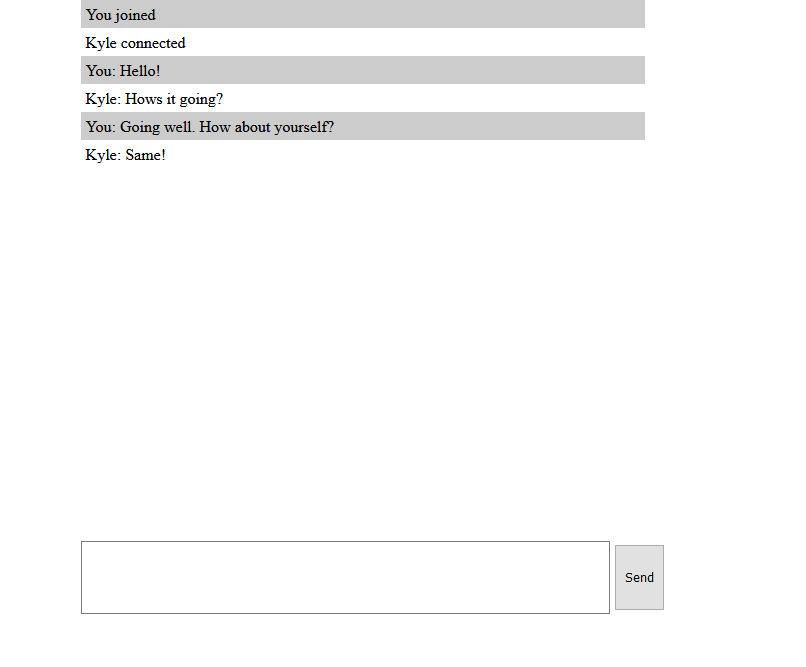 You joined
Kyle connected
You: Hello!
Kyle: Hows it going?
You: Going well. How about yourself?
Kyle: Same!
Send